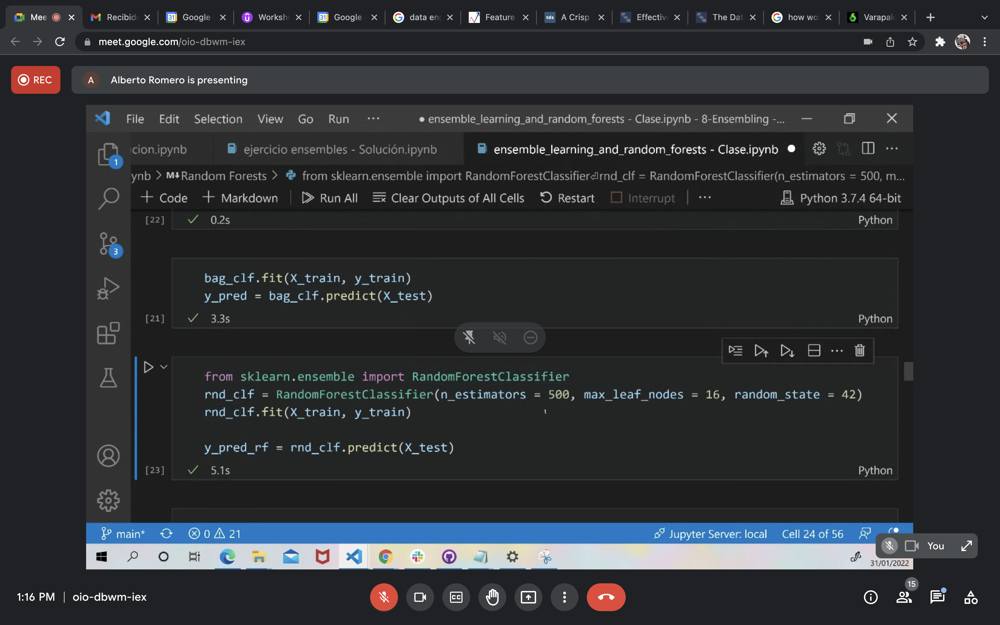 Mee
Recibid
31 Google
Worksh
31 Google
data en
Feature
tds A Crisp
Effectiv
The Dat
how wo
Varapal
meet.google.com/oio-dbwm-iex
REC
A Alberto Romero is presenting
File Edit Selection View Go Run ··· ● ensemble_learning_and_random_forests - Clase.ipynb - 8-Ensembling -...
cion.ipynb ejercicio ensembles - Solución.ipynb ensemble_learning_and_random_forests - Clase.ipynb
1
ynb > M↓Random Forests > from sklearn.ensemble import RandomForestClassifier⏎rnd_clf = RandomForestClassifier(n_estimators = 500, m...
+ Code + Markdown Run All Clear Outputs of All Cells Restart Interrupt ··· Python 3.7.4 64-bit
[22] ✓ 0.2s Python
3
bag_clf.fit(X_train, y_train)
y_pred = bag_clf.predict(X_test)
[21] ✓ 3.3s Python
from sklearn.ensemble import RandomForestClassifier
rnd_clf = RandomForestClassifier(n_estimators = 500, max_leaf_nodes = 16, random_state = 42)
rnd_clf.fit(X_train, y_train)
y_pred_rf = rnd_clf.predict(X_test)
[23] ✓ 5.1s Python
main* 0 21 Jupyter Server: local Cell 24 of 56
You
31/01/2022
1:16 PM | oio-dbwm-iex
CC
15